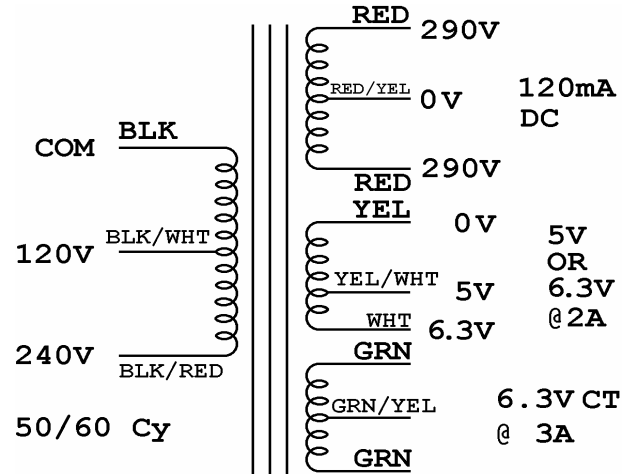 RED 290V
RED/YEL 0V 120mA
DC
COM BLK
290V
RED
YEL 0V
5V
BLK/WHT OR
120V YEL/WHT 5V 6.3V
WHT 6.3V @2A
GRN
240V
BLK/RED
GRN/YEL 6.3V CT
50/60 Cy @ 3A
GRN